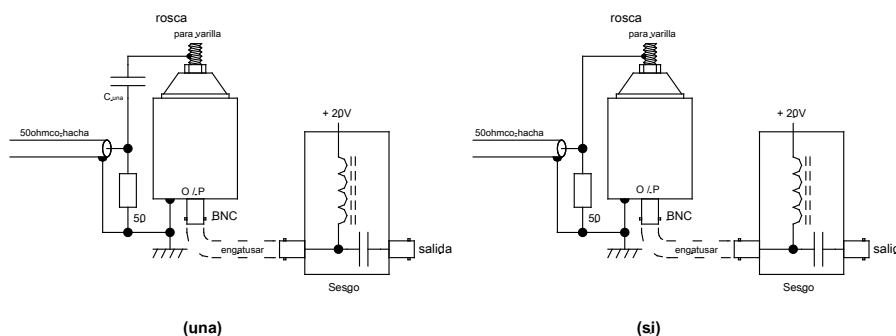 rosca
para varilla
C una
50ohmco-hacha
+ 20V
O / P
50
BNC
engatusar
salida
Sesgo
(una)
rosca
para varilla
50ohmco-hacha
+ 20V
O / P
50
BNC
engatusar
salida
Sesgo
(si)